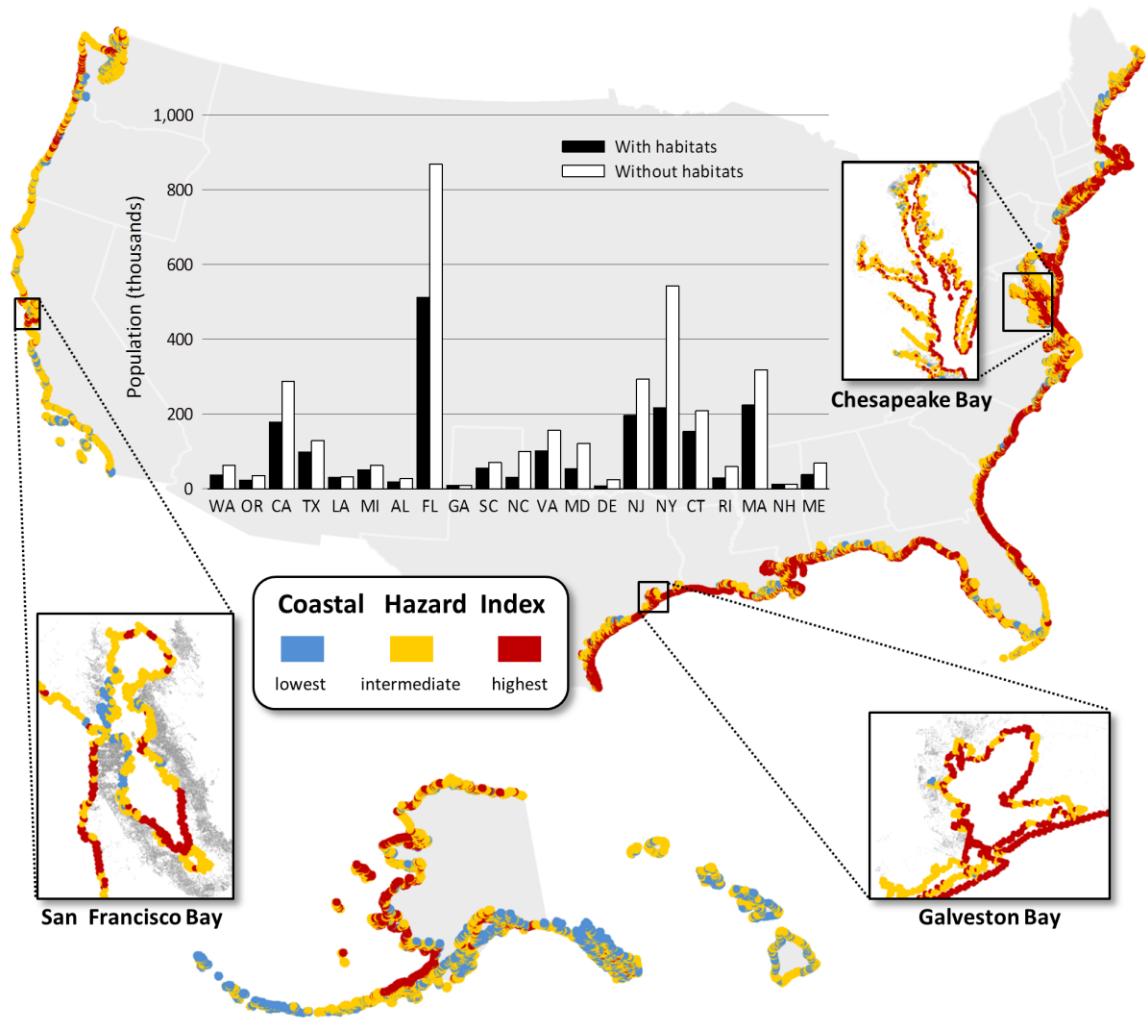 1,000
With habitats
Without habitats
800
600
400
200
0
Population (thousands)
WA OR CA TX LA MI AL FL GA SC NC VA MD DE NJ NY CT RI MA NH ME
Chesapeake Bay
Coastal Hazard Index
lowest intermediate highest
San Francisco Bay
Galveston Bay